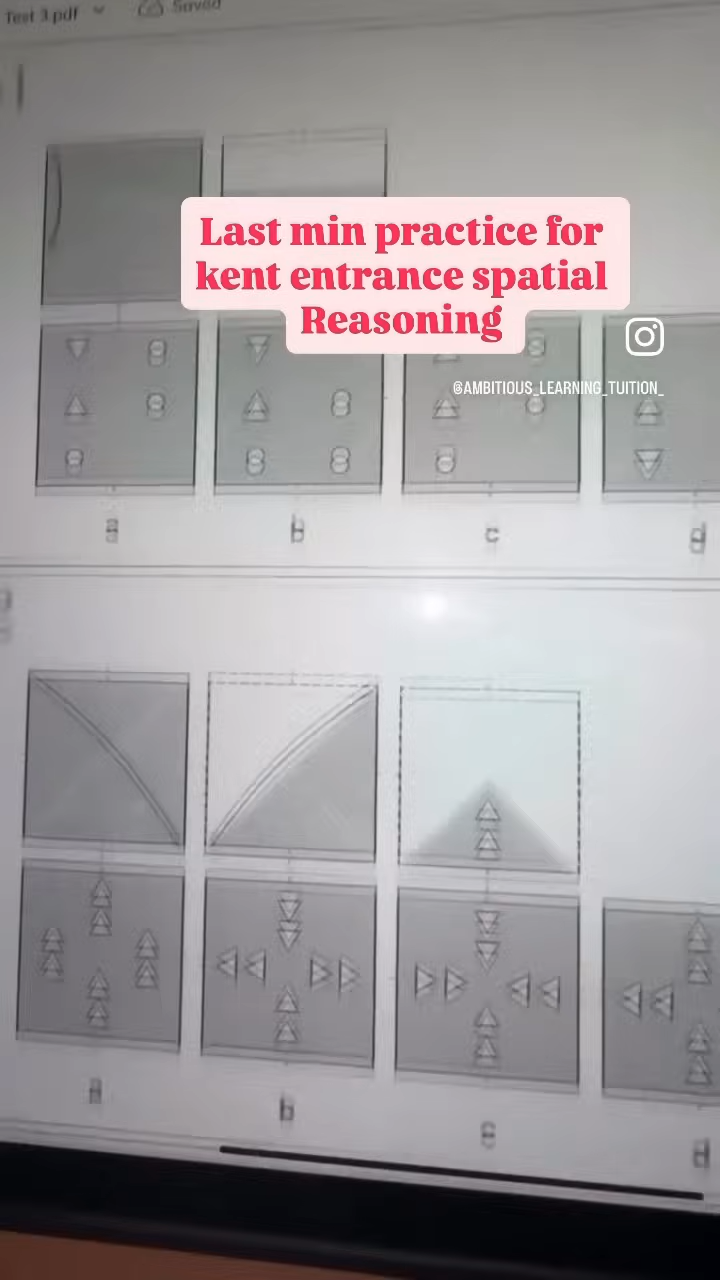 Test 3.pdf
Saved
Last min practice for
kent entrance spatial
Reasoning
@AMBITIOUS_LEARNING_TUITION_
a
b
c
d
a
b
c
d